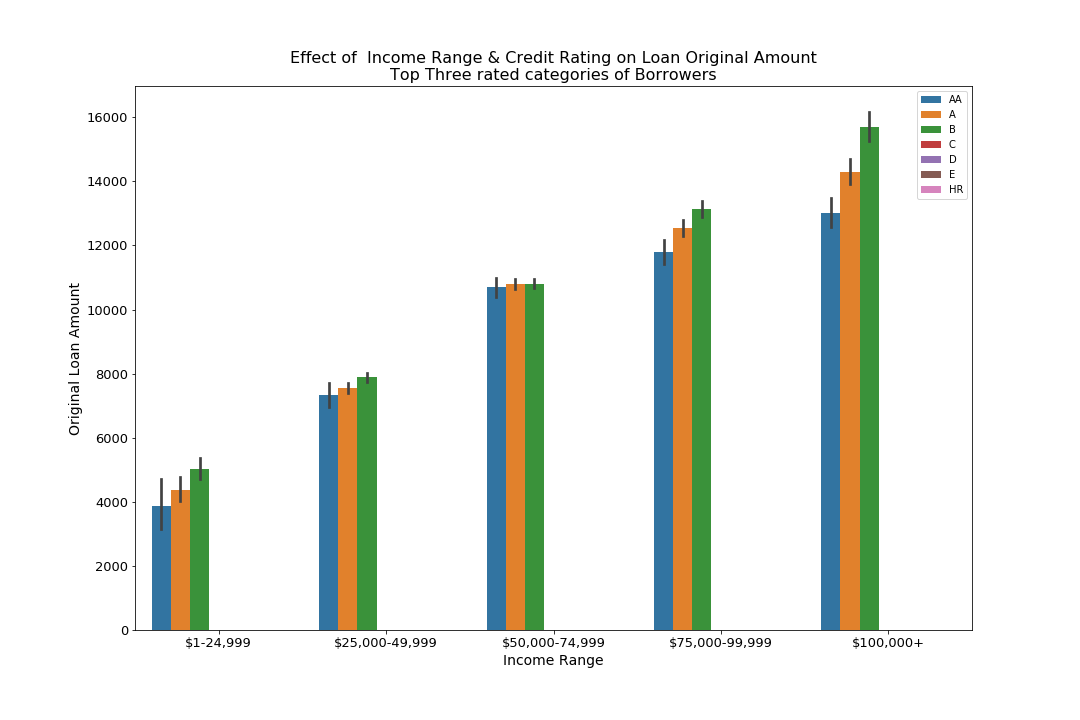 Effect of  Income Range & Credit Rating on Loan Original Amount
Top Three rated categories of Borrowers
AA
A
B
C
D
E
HR
Original Loan Amount
16000
14000
12000
10000
8000
6000
4000
2000
0
$1-24,999
$25,000-49,999
$50,000-74,999
$75,000-99,999
$100,000+
Income Range